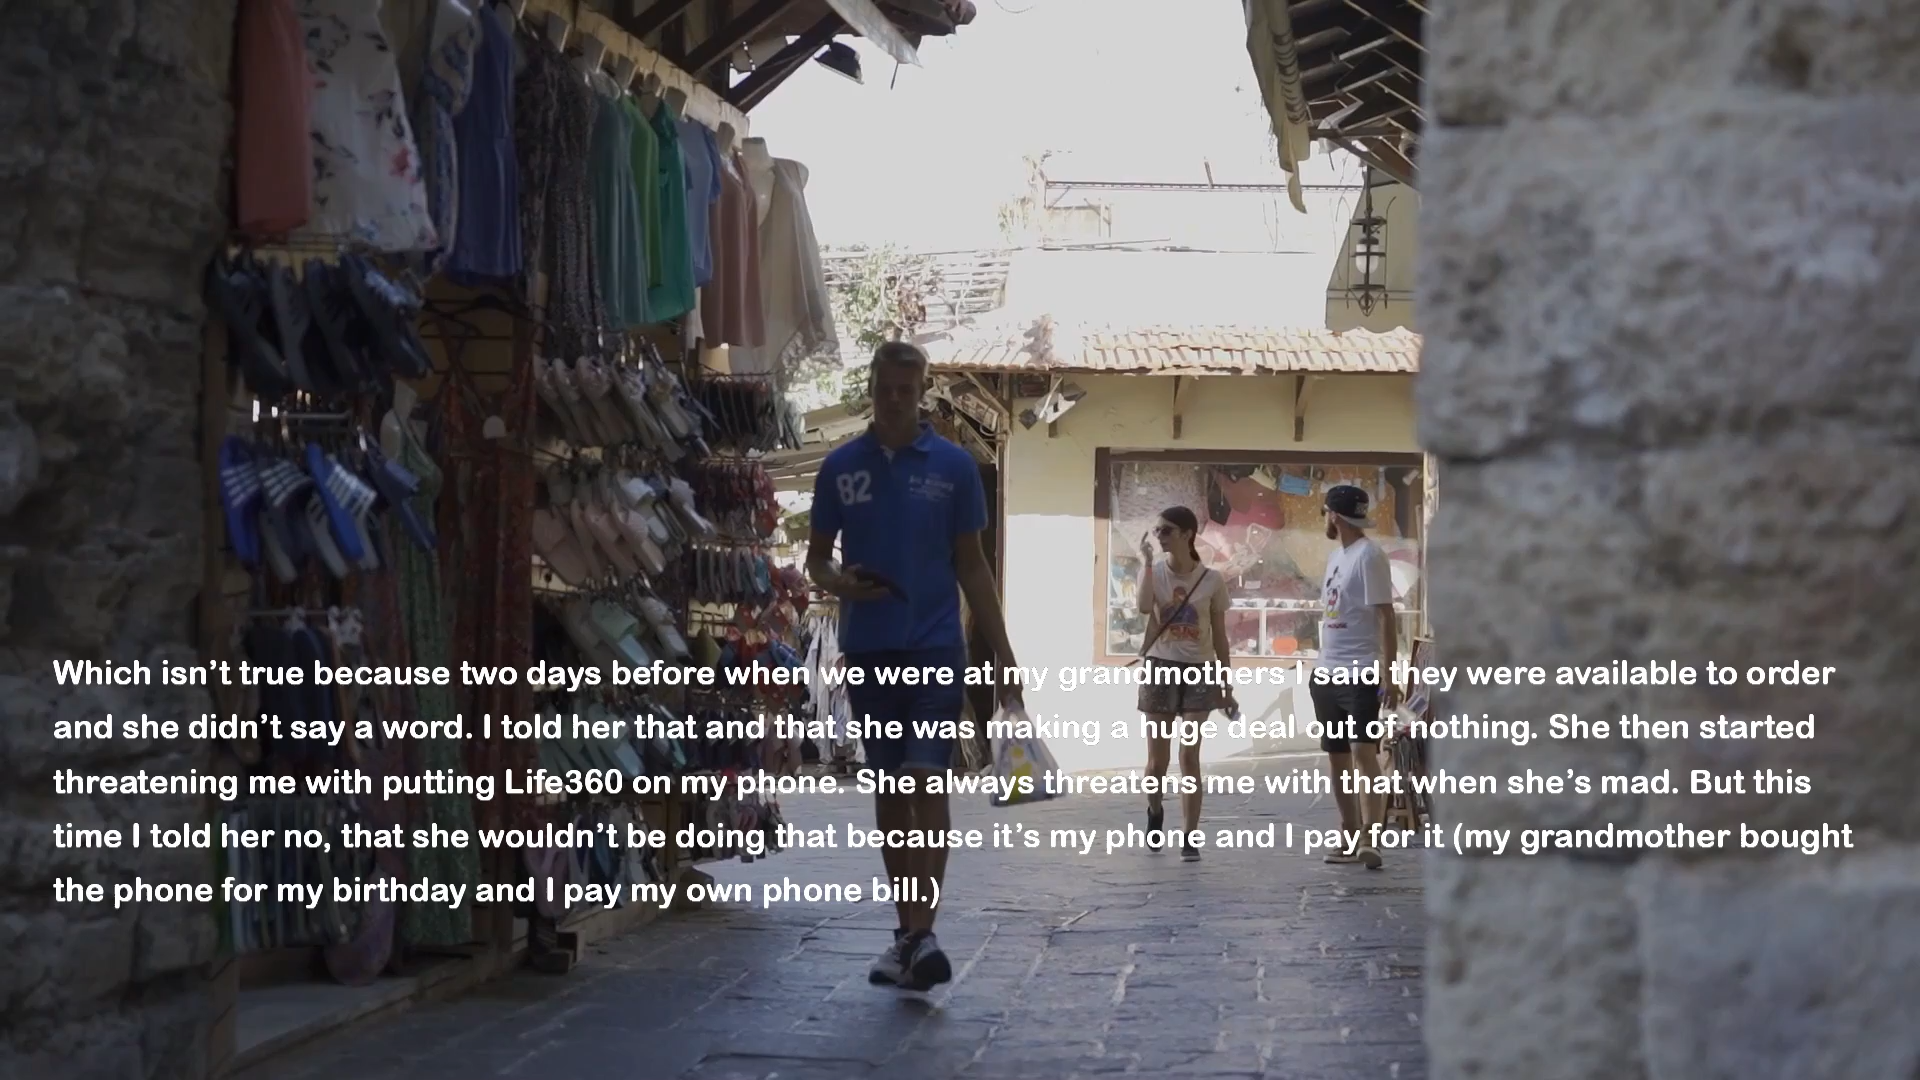 82
Which isn’t true because two days before when we were at my grandmothers I said they were available to order
and she didn’t say a word. I told her that and that she was making a huge deal out of nothing. She then started
threatening me with putting Life360 on my phone. She always threatens me with that when she’s mad. But this
time I told her no, that she wouldn’t be doing that because it’s my phone and I pay for it (my grandmother bought
the phone for my birthday and I pay my own phone bill.)